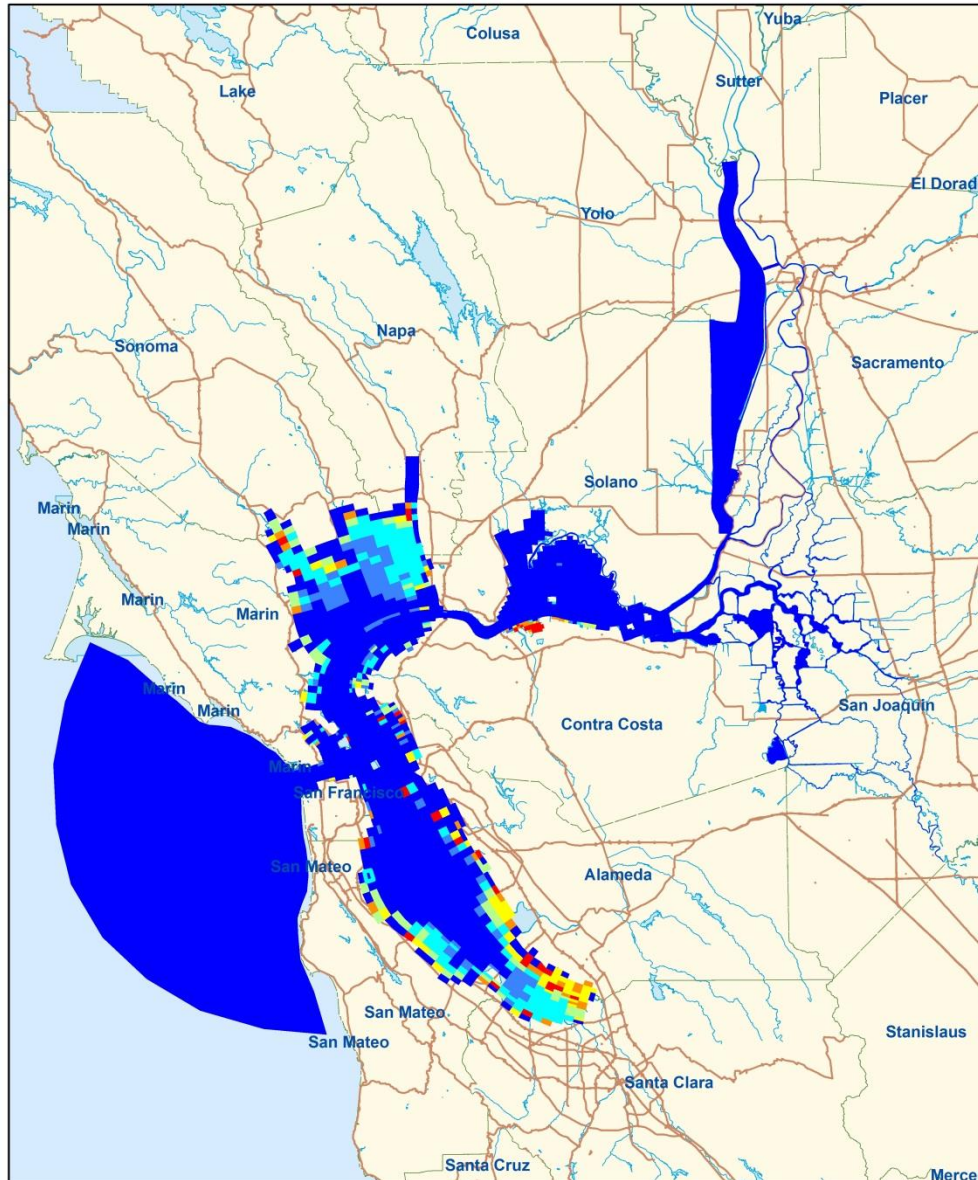 Yuba
Colusa
Sutter
Lake
Placer
El Dorad
Yolo
Napa
Sonoma
Sacramento
Solano
Marin
Marin
Marin
Marin
Marin
Marin
San Joaquin
Contra Costa
Marin
San Francisco
San Mateo
Alameda
San Mateo
Stanislaus
San Mateo
Santa Clara
Santa Cruz
Merce